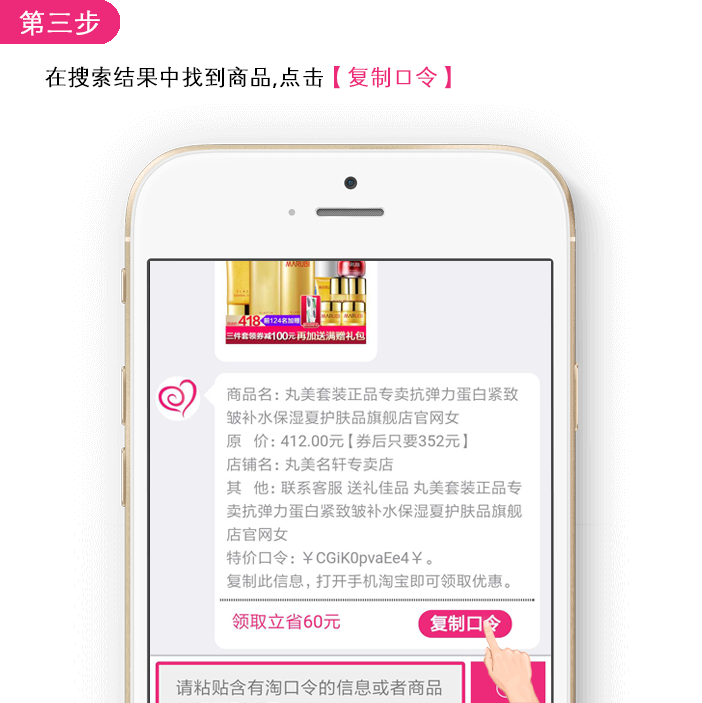 第三步
在搜索结果中找到商品,点击【复制口令】
MARUBI
418 前124名加赠
三件套领券减100元 再加送满赠礼包
商品名: 丸美套装正品专卖抗弹力蛋白紧致
皱补水保湿夏护肤品旗舰店官网女
原 价: 412.00元【券后只要352元】
店铺名: 丸美名轩专卖店
其 他: 联系客服 送礼佳品 丸美套装正品专
卖抗弹力蛋白紧致皱补水保湿夏护肤品旗舰
店官网女
特价口令: ￥CGiK0pvaEe4￥。
复制此信息, 打开手机淘宝即可领取优惠。
领取立省60元
复制口令
请粘贴含有淘口令的信息或者商品